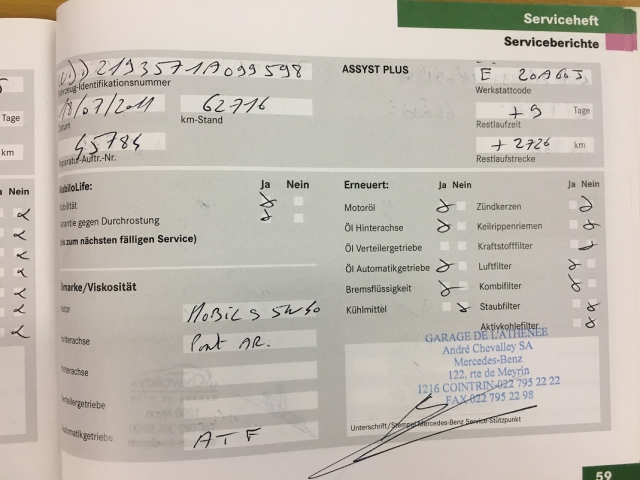 Serviceheft
Serviceberichte
WDD2193571A099598
Fahrzeug-Identifikationsnummer
18/07/2011
62716
Datum
km-Stand
45784
Reparatur-Auftr.-Nr.
ASSYST PLUS
E 20A60J
Werkstattcode
+ 9 Tage
Restlaufzeit
+ 2726 km
Restlaufstrecke
Tage
km
Nein
MobiloLife: Ja Nein
Mobilität
Garantie gegen Durchrostung
(bis zum nächsten fälligen Service)
Ölmarke/Viskosität
Motor MOBIL 5W40
Hinterachse Pont AR.
Hinterachse
Verteilergetriebe
Automatikgetriebe ATF
Erneuert: Ja Nein Ja Nein
Motoröl Zündkerzen
Öl Hinterachse Keilrippenriemen
Öl Verteilergetriebe Kraftstofffilter
Öl Automatikgetriebe Luftfilter
Bremsflüssigkeit Kombifilter
Kühlmittel Staubfilter
Aktivkohlefilter
GARAGE DE L'ATHÉNÉE
André Chevalley SA
Mercedes-Benz
122, rte de Meyrin
1216 COINTRIN-022 795 22 22
FAX 022 795 22 98
Unterschrift/Stempel Mercedes-Benz Service-Stützpunkt
59